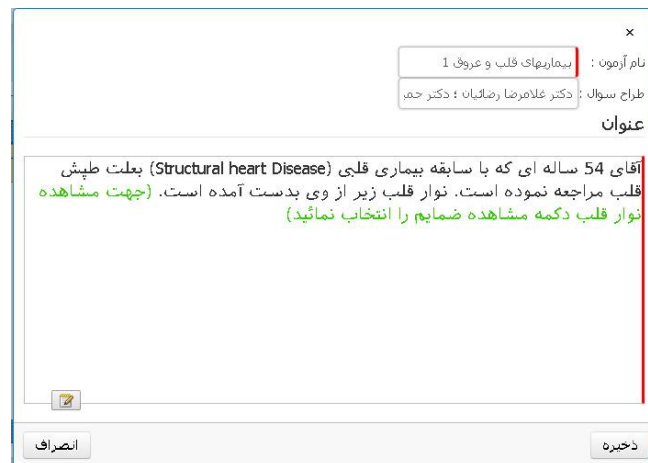 ×
نام آزمون : بیماریهای قلب و عروق 1
طراح سوال : دکتر غلامرضا رضائیان ؛ دکتر حمی
عنوان
آقای 54 ساله ای که با سابقه بیماری قلبی (Structural heart Disease) بعلت طپش
قلب مراجعه نموده است. نوار قلب زیر از وی بدست آمده است. (جهت مشاهده
نوار قلب دکمه مشاهده ضمایم را انتخاب نمائید)
ذخیره
انصراف